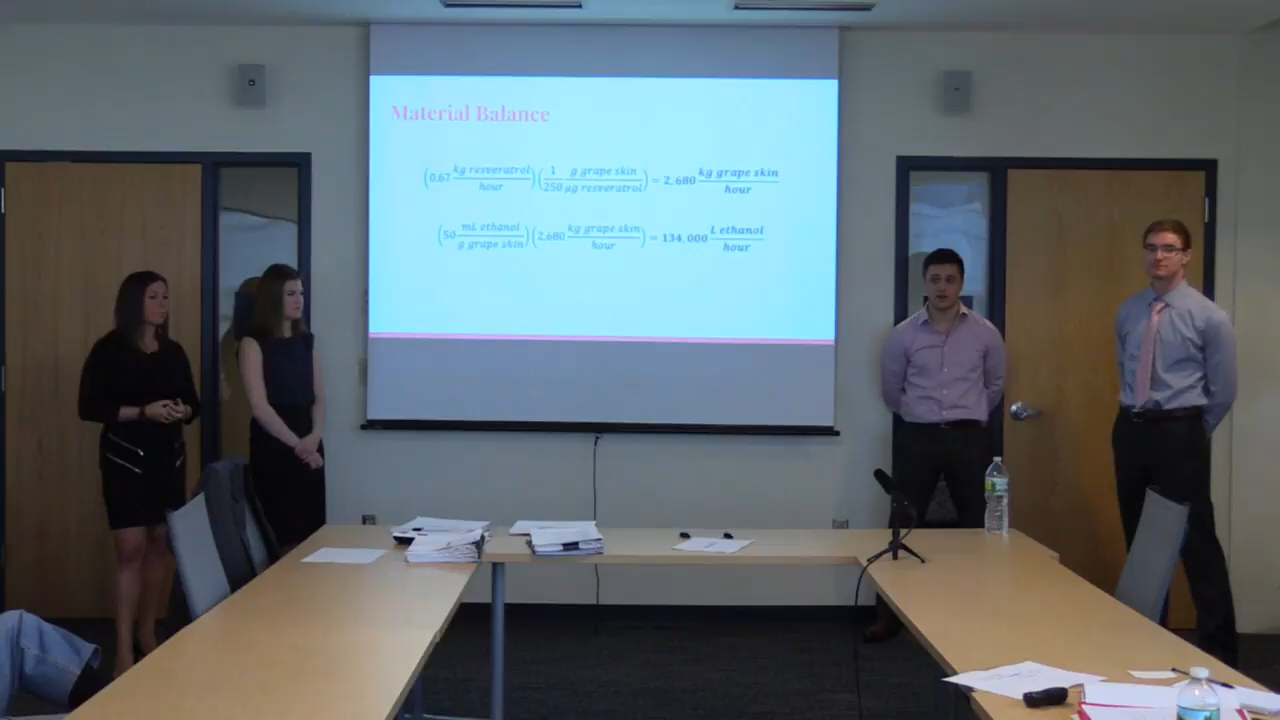 Material Balance
(0.67 kg resveratrol/hour)(1/250 g grape skin/µg resveratrol) = 2,680 kg grape skin/hour
(50 mL ethanol/g grape skin)(2,680 kg grape skin/hour) = 134,000 L ethanol/hour